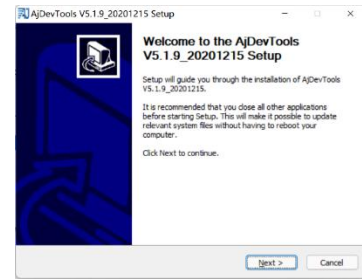 AjDevTools V5.1.9_20201215 Setup
Welcome to the AjDevTools
V5.1.9_20201215 Setup
Setup will guide you through the installation of AjDevTools
V5.1.9_20201215.
It is recommended that you close all other applications
before starting Setup. This will make it possible to update
relevant system files without having to reboot your
computer.
Click Next to continue.
Next > Cancel